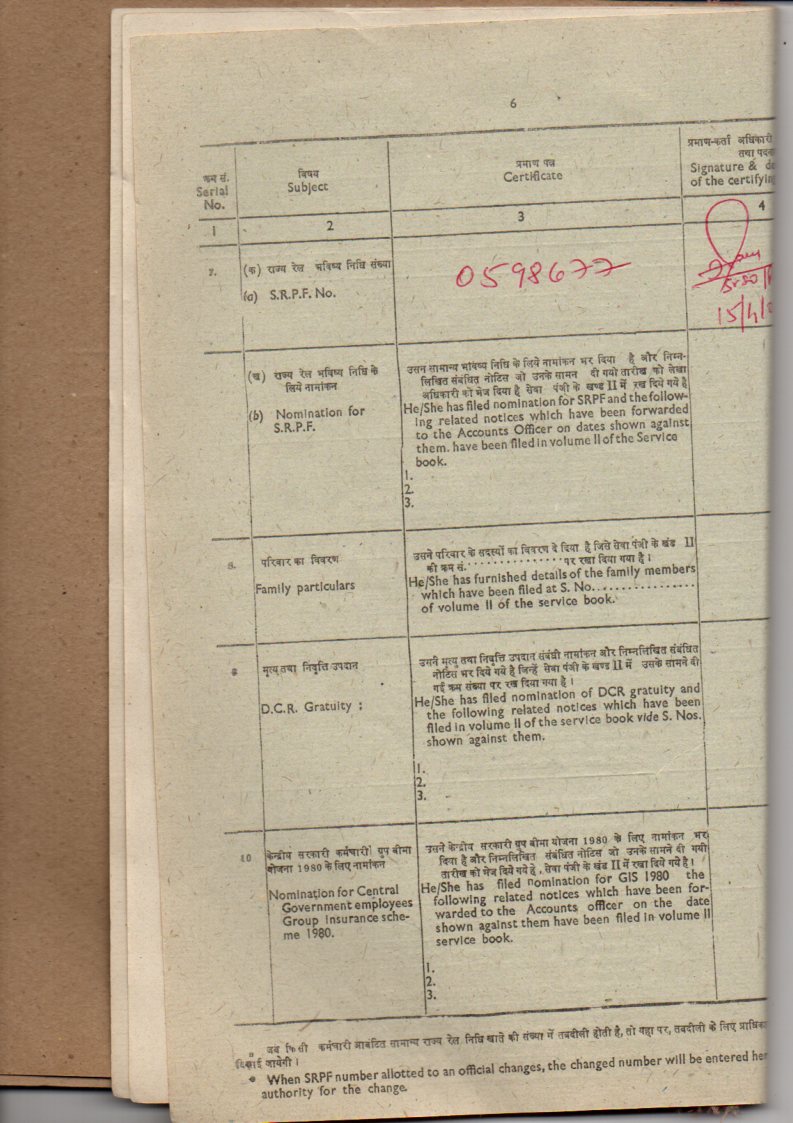 6
क्रम सं.
Serial
No.
विषय
Subject
प्रमाण पत्र
Certificate
प्रमाण-कर्ता अधिकारी
तथा पदना
Signature & de
of the certifying
1
2
3
4
7.
(क) राज्य रेल भविष्य निधि संख्या
(a) S.R.P.F. No.
0598677
15/4/
(ख) राज्य रेल भविष्य निधि के
लिये नामांकन
(b) Nomination for
S.R.P.F.
उसन सामान्य भविष्य निधि के लिये नामांकन भर दिया है और निम्न-
लिखित संबंधित नोटिस जो उनके सामन दी गयी तारीख को लेखा
अधिकारी को भेज दिया है सेवा पंजी के खण्ड II में रख दिये गये है
He/She has filed nomination for SRPF and the follow-
ing related notices which have been forwarded
to the Accounts Officer on dates shown against
them. have been filed in volume II of the Service
book.
1.
2.
3.
8.
परिवार का विवरण
Family particulars
उसने परिवार के सदस्यों का विवरण दे दिया है जिसे सेवा पंजी के खंड II
की क्रम सं. ................ पर रखा दिया गया है।
He/She has furnished details of the family members
which have been filed at S. No................
of volume II of the service book.
9
मृत्यु तथा निवृत्ति उपदान
D.C.R. Gratuity :
उसने मृत्यु तथा निवृत्ति उपदान संबंधी नामांकन और निम्नलिखित संबंधित
नोटिस भर दिये गये है जिन्हें सेवा पंजी के खण्ड II में उसके सामने दी
गई क्रम संख्या पर रख दिया गया है।
He/She has filed nomination of DCR gratuity and
the following related notices which have been
filed in volume II of the service book vide S. Nos.
shown against them.
1.
2.
3.
10
केन्द्रीय सरकारी कर्मचारी ग्रुप बीमा
योजना 1980 के लिए नामांकन
Nomination for Central
Government employees
Group insurance sche-
me 1980.
उसने केन्द्रीय सरकारी ग्रुप बीमा योजना 1980 के लिए नामांकन भर
दिया है और निम्नलिखित संबंधित नोटिस जो उनके सामने दी गयी
तारीख को भेज दिये गये है, सेवा पंजी के खंड II में रखा दिये गये है।
He/She has filed nomination for GIS 1980 the
following related notices which have been for-
warded to the Accounts officer on the date
shown against them have been filed in volume II
service book.
1.
2.
3.
* जब किसी कर्मचारी आबंटित सामान्य राज्य रेल निधि खाते की संख्या में तबदीली होती है, तो यहा पर, तबदीली के लिए प्राधिका
दिखाई जायेगी।
* When SRPF number allotted to an official changes, the changed number will be entered her
authority for the change.